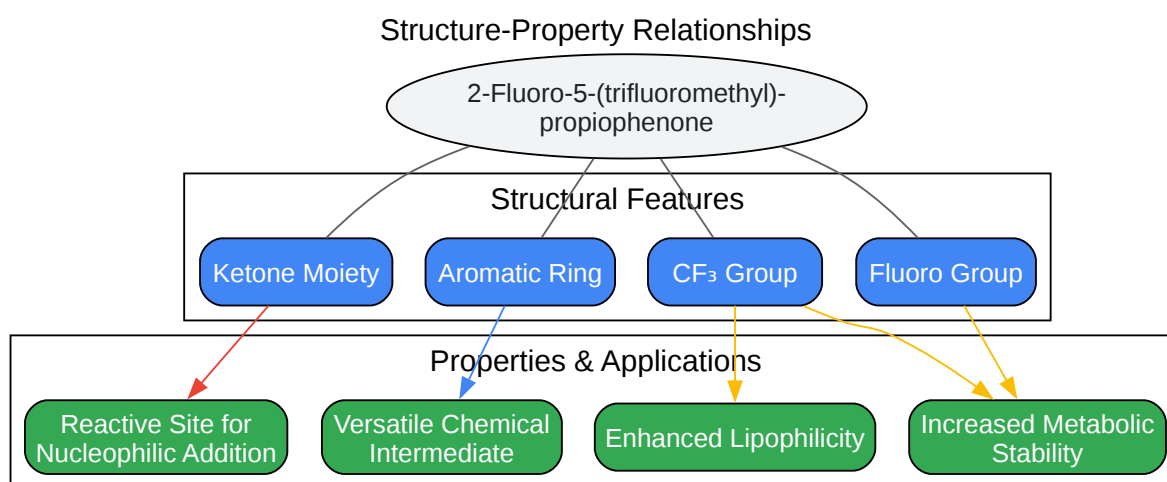 Structure-Property Relationships
2-Fluoro-5-(trifluoromethyl)-
propiophenone
Structural Features
Ketone Moiety
Aromatic Ring
CF₃ Group
Fluoro Group
Properties & Applications
Reactive Site for
Nucleophilic Addition
Versatile Chemical
Intermediate
Enhanced Lipophilicity
Increased Metabolic
Stability